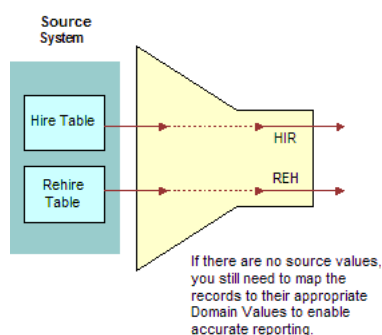 Source
System
Hire Table
HIR
Rehire
Table
REH
If there are no source values,
you still need to map the
records to their appropriate
Domain Values to enable
accurate reporting.